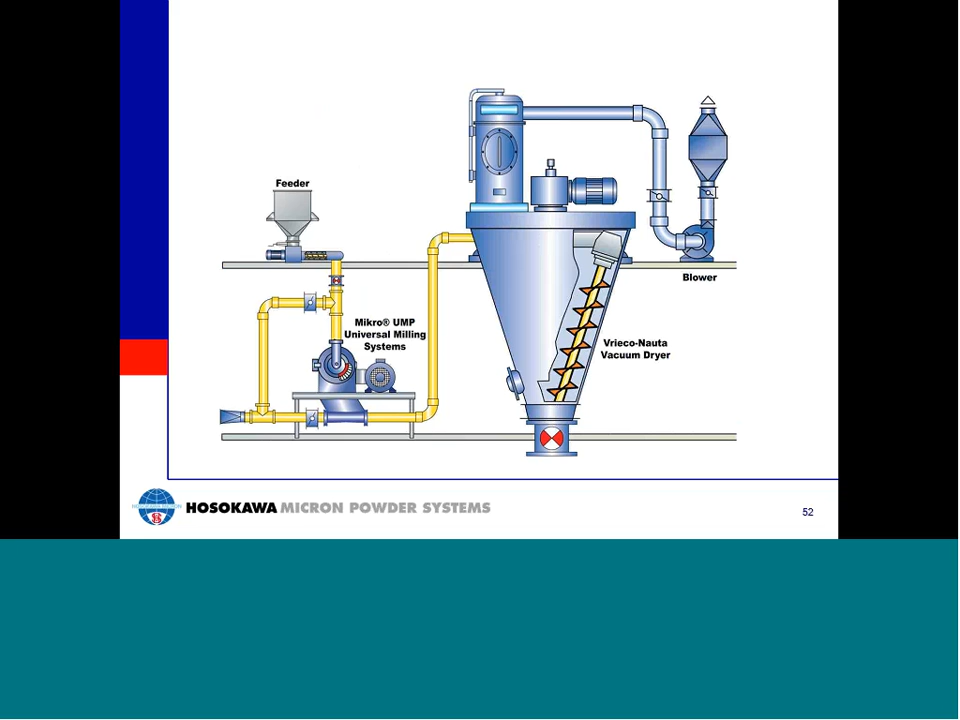 Feeder
Blower
Mikro® UMP
Universal Milling
Systems
Vrieco-Nauta
Vacuum Dryer
HOSOKAWA MICRON POWDER SYSTEMS
52